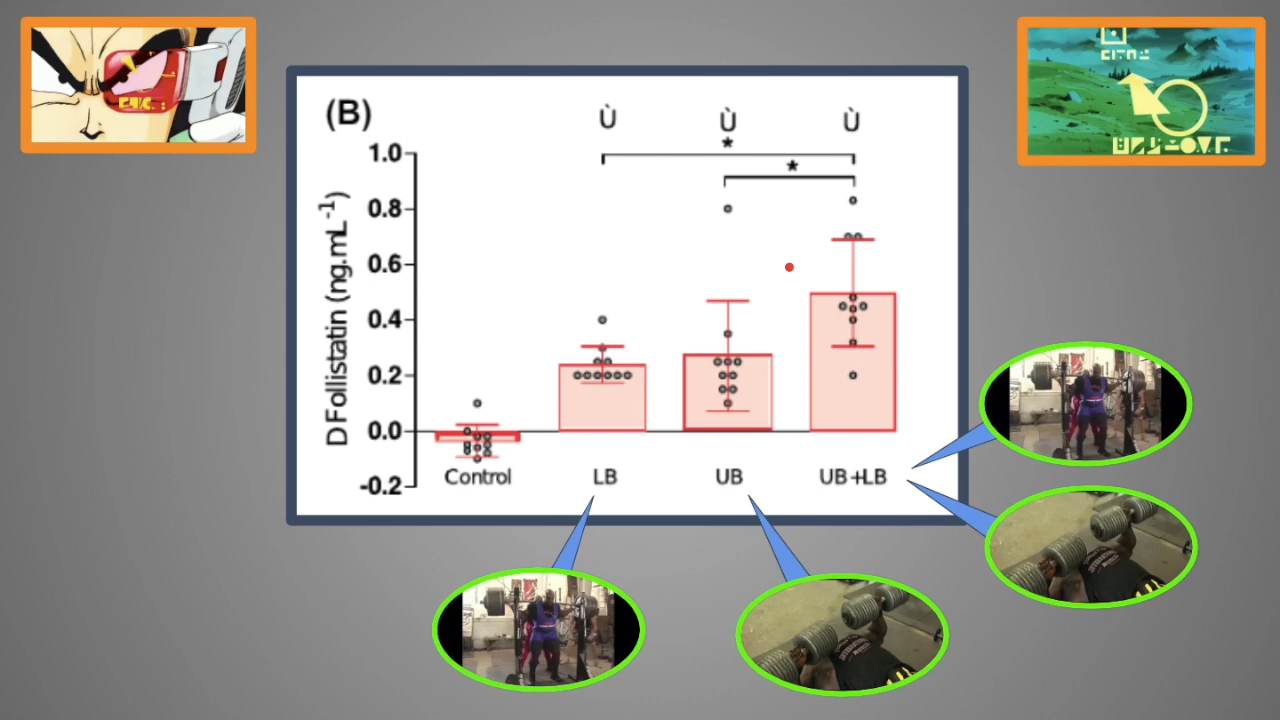 (B)
Ù Ù Ù
*
*
D Follistatin (ng.mL-1)
1.0
0.8
0.6
0.4
0.2
0.0
-0.2
Control LB UB UB+LB